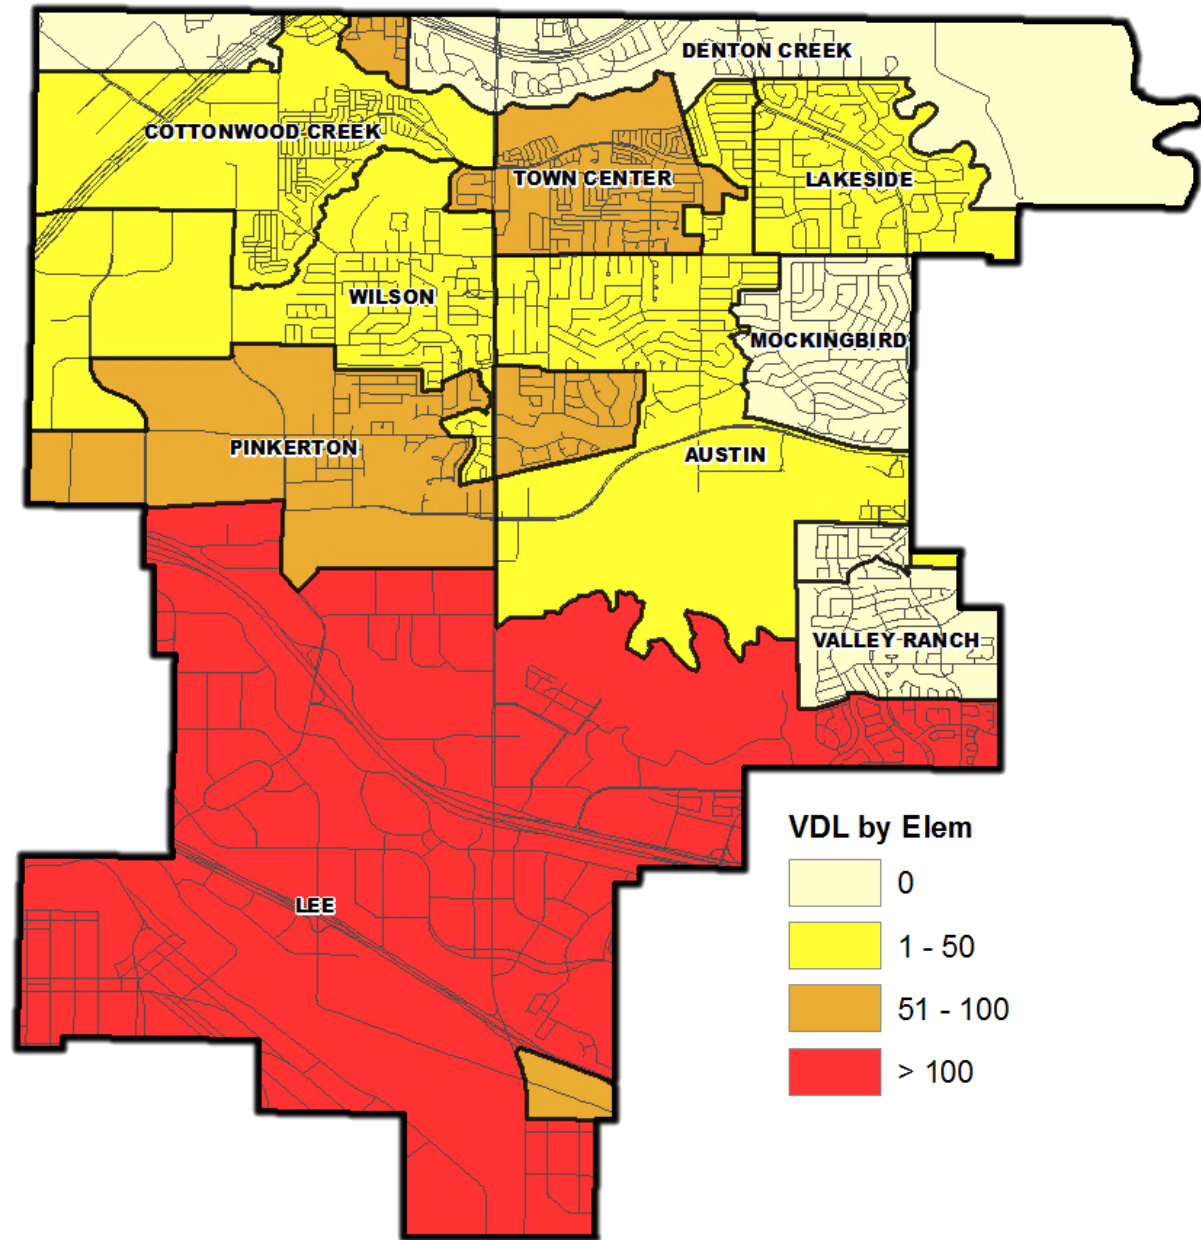 DENTON CREEK
COTTONWOOD CREEK
TOWN CENTER
LAKESIDE
WILSON
MOCKINGBIRD
PINKERTON
AUSTIN
VALLEY RANCH
LEE
VDL by Elem
0
1 - 50
51 - 100
> 100